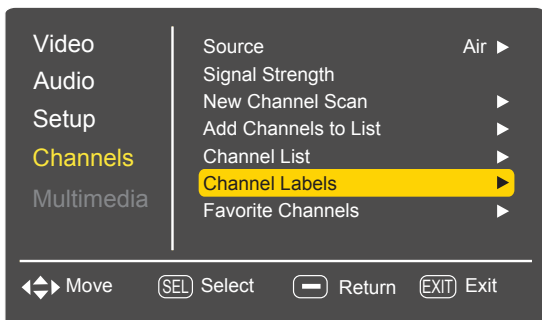 Video
Audio
Setup
Channels
Multimedia
Source Air
Signal Strength
New Channel Scan
Add Channels to List
Channel List
Channel Labels
Favorite Channels
Move SEL Select Return EXIT Exit